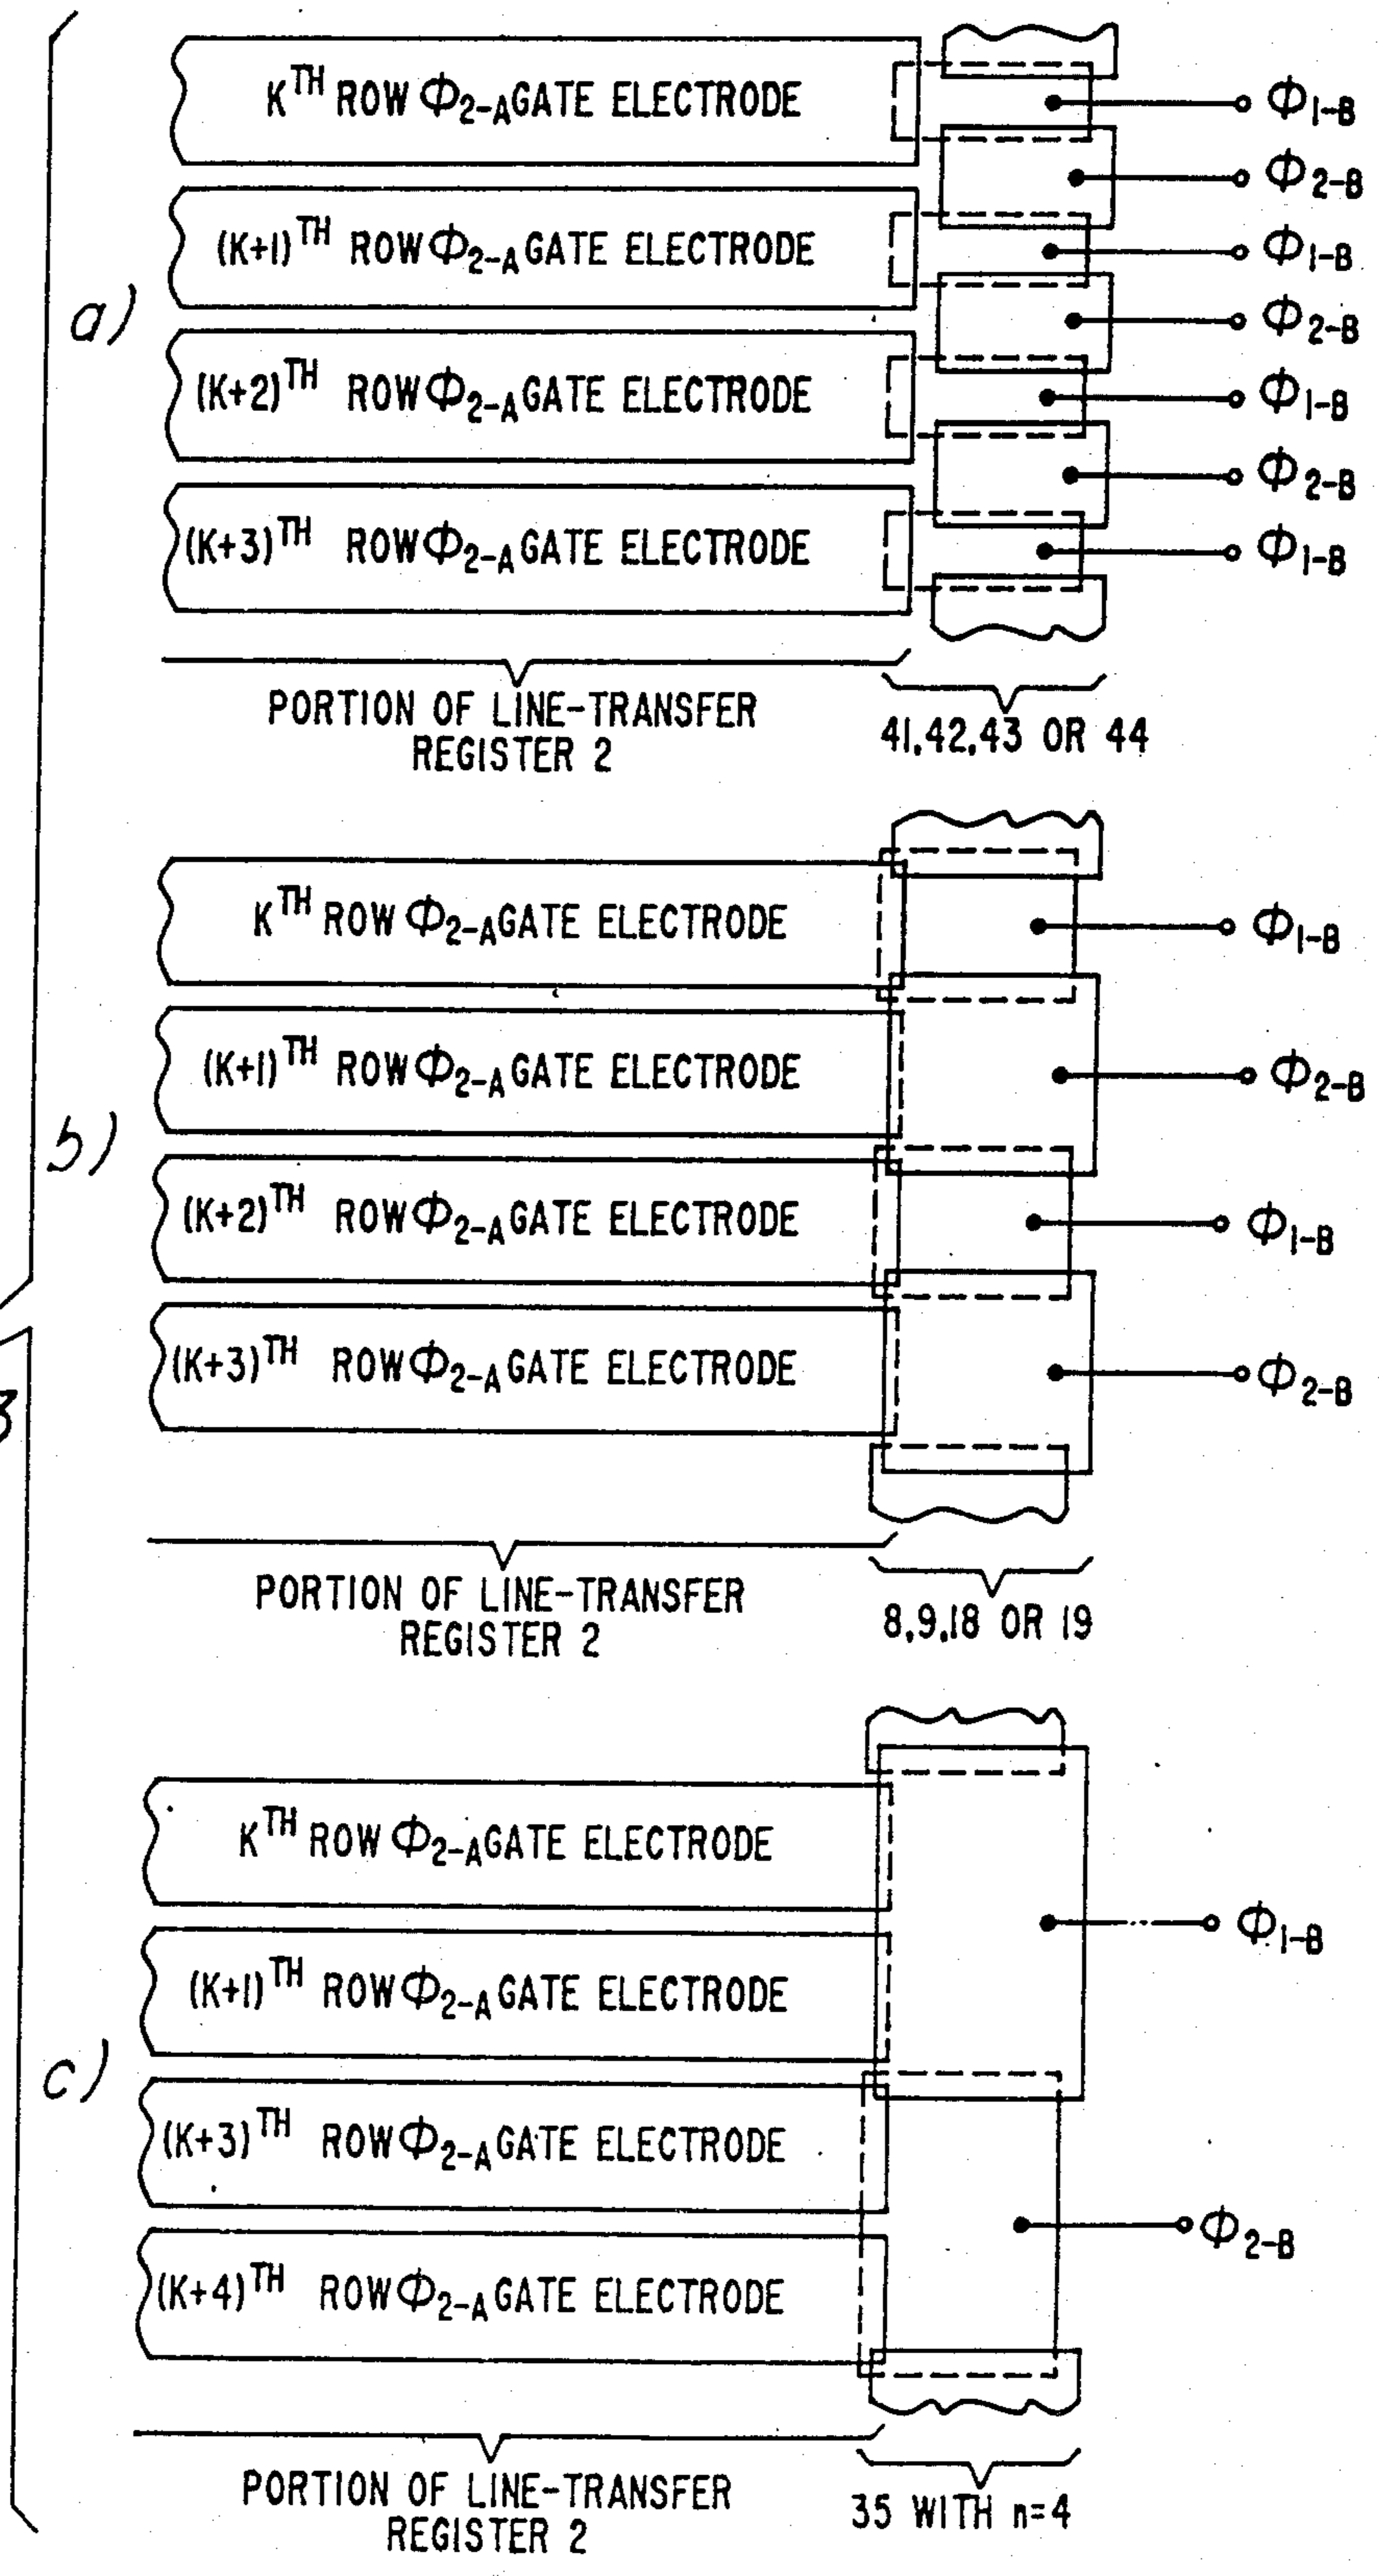 a)
K TH ROW Φ2-A GATE ELECTRODE
Φ1-B
Φ2-B
(K+1) TH ROW Φ2-A GATE ELECTRODE
Φ1-B
Φ2-B
(K+2) TH ROW Φ2-A GATE ELECTRODE
Φ1-B
Φ2-B
(K+3) TH ROW Φ2-A GATE ELECTRODE
Φ1-B
PORTION OF LINE-TRANSFER
REGISTER 2
41,42,43 OR 44
b)
K TH ROW Φ2-A GATE ELECTRODE
Φ1-B
(K+1) TH ROW Φ2-A GATE ELECTRODE
Φ2-B
(K+2) TH ROW Φ2-A GATE ELECTRODE
Φ1-B
(K+3) TH ROW Φ2-A GATE ELECTRODE
Φ2-B
3
PORTION OF LINE-TRANSFER
REGISTER 2
8,9,18 OR 19
c)
K TH ROW Φ2-A GATE ELECTRODE
Φ1-B
(K+1) TH ROW Φ2-A GATE ELECTRODE
(K+3) TH ROW Φ2-A GATE ELECTRODE
Φ2-B
(K+4) TH ROW Φ2-A GATE ELECTRODE
PORTION OF LINE-TRANSFER
REGISTER 2
35 WITH n=4